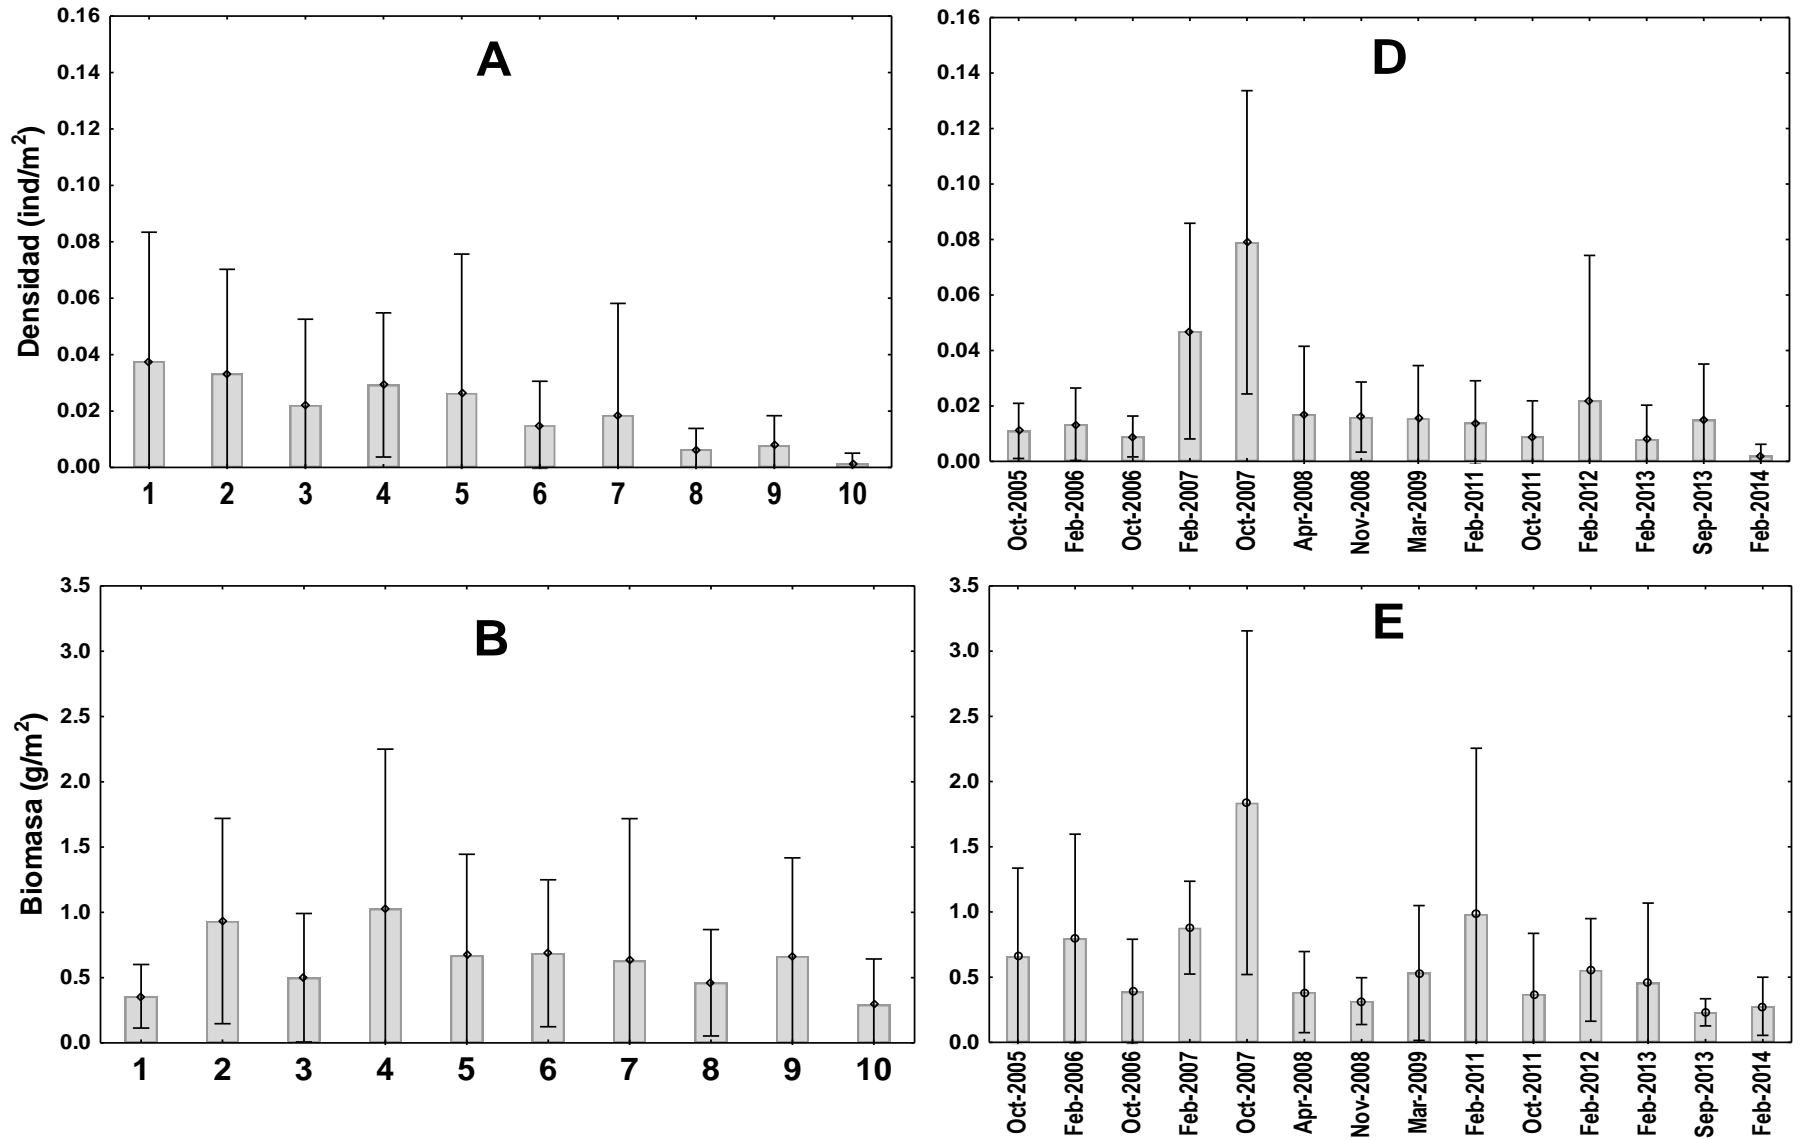 A
Densidad (ind/m²)
0.16
0.14
0.12
0.10
0.08
0.06
0.04
0.02
0.00
1 2 3 4 5 6 7 8 9 10
D
0.16
0.14
0.12
0.10
0.08
0.06
0.04
0.02
0.00
Oct-2005
Feb-2006
Oct-2006
Feb-2007
Oct-2007
Apr-2008
Nov-2008
Mar-2009
Feb-2011
Oct-2011
Feb-2012
Feb-2013
Sep-2013
Feb-2014
B
Biomasa (g/m²)
3.5
3.0
2.5
2.0
1.5
1.0
0.5
0.0
1 2 3 4 5 6 7 8 9 10
E
3.5
3.0
2.5
2.0
1.5
1.0
0.5
0.0
Oct-2005
Feb-2006
Oct-2006
Feb-2007
Oct-2007
Apr-2008
Nov-2008
Mar-2009
Feb-2011
Oct-2011
Feb-2012
Feb-2013
Sep-2013
Feb-2014